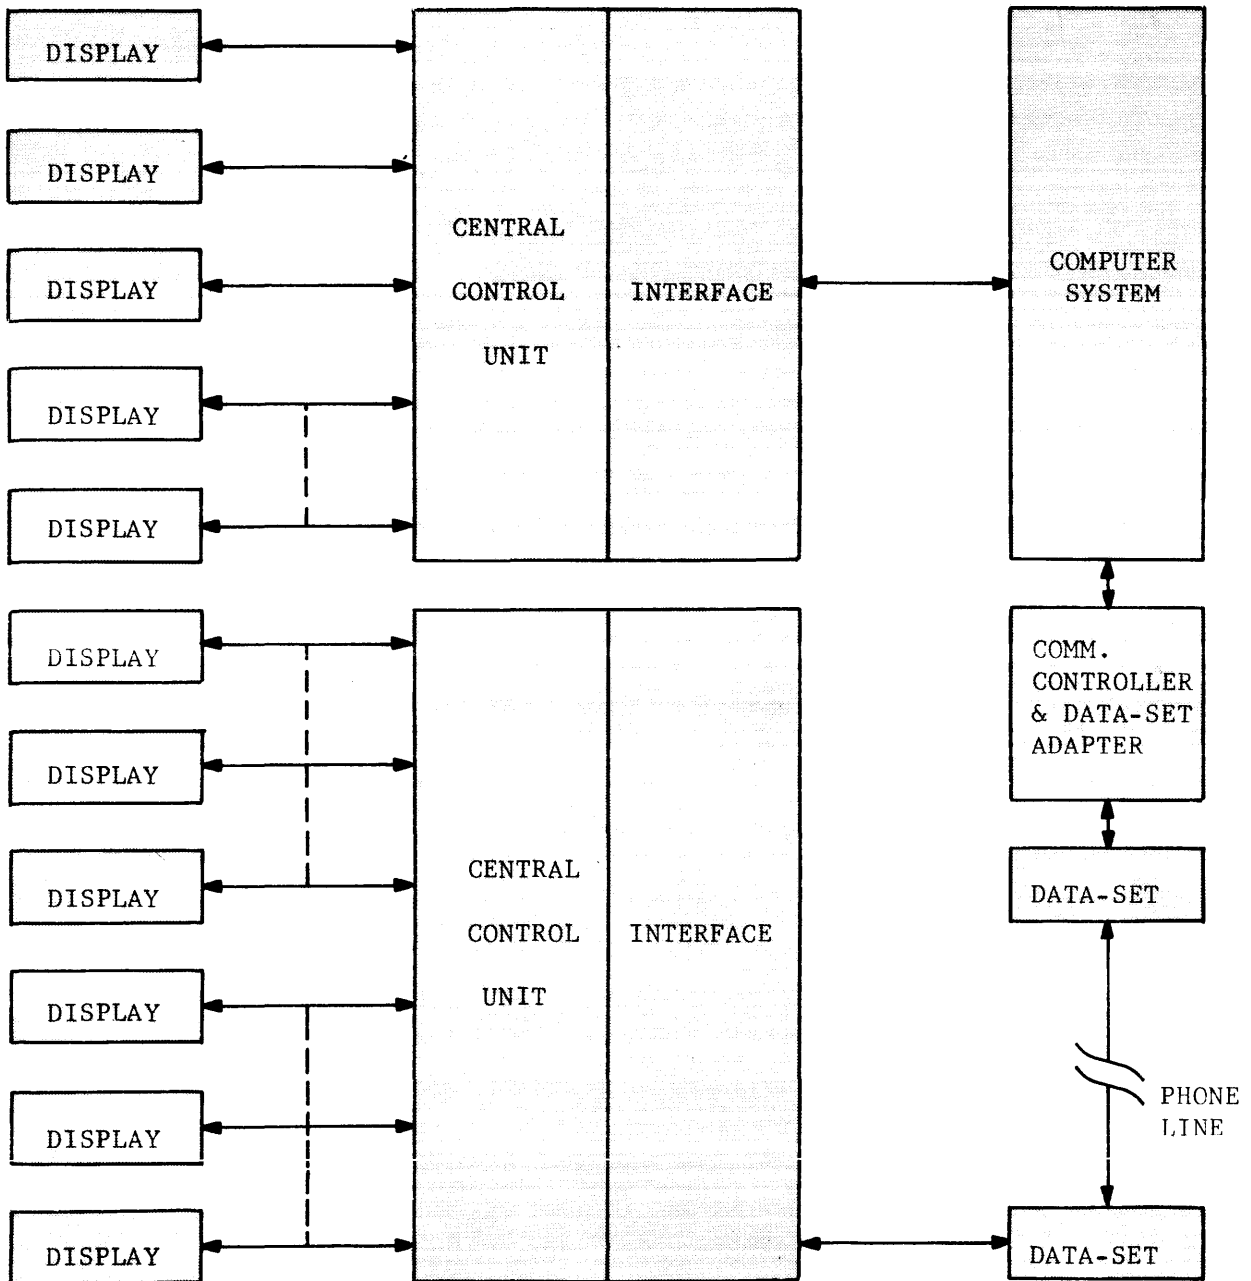 DISPLAY
DISPLAY
DISPLAY
DISPLAY
DISPLAY
CENTRAL
CONTROL
UNIT
INTERFACE
COMPUTER
SYSTEM
DISPLAY
DISPLAY
DISPLAY
DISPLAY
DISPLAY
DISPLAY
CENTRAL
CONTROL
UNIT
INTERFACE
COMM.
CONTROLLER
& DATA-SET
ADAPTER
DATA-SET
PHONE
LINE
DATA-SET